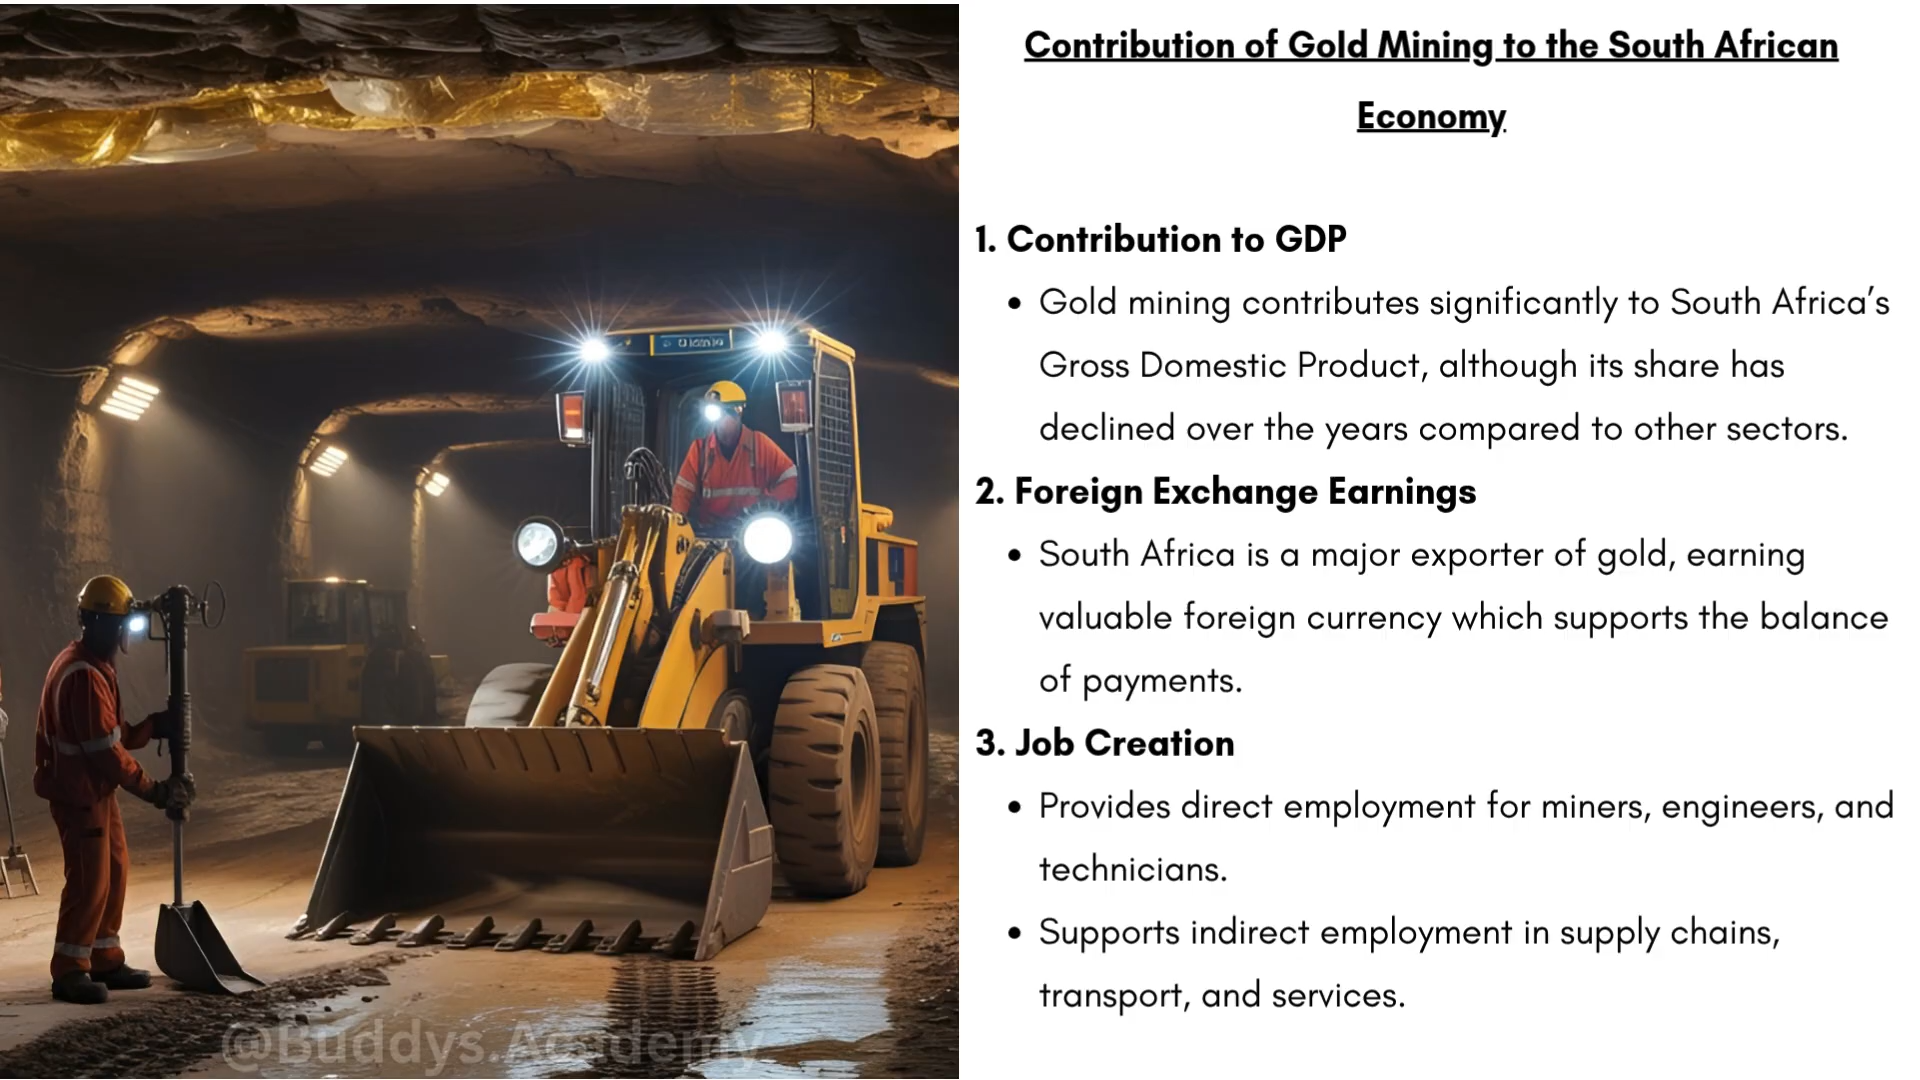 Contribution of Gold Mining to the South African
Economy
1. Contribution to GDP
• Gold mining contributes significantly to South Africa's
Gross Domestic Product, although its share has
declined over the years compared to other sectors.
2. Foreign Exchange Earnings
• South Africa is a major exporter of gold, earning
valuable foreign currency which supports the balance
of payments.
3. Job Creation
• Provides direct employment for miners, engineers, and
technicians.
• Supports indirect employment in supply chains,
transport, and services.
@Buddys.Academy